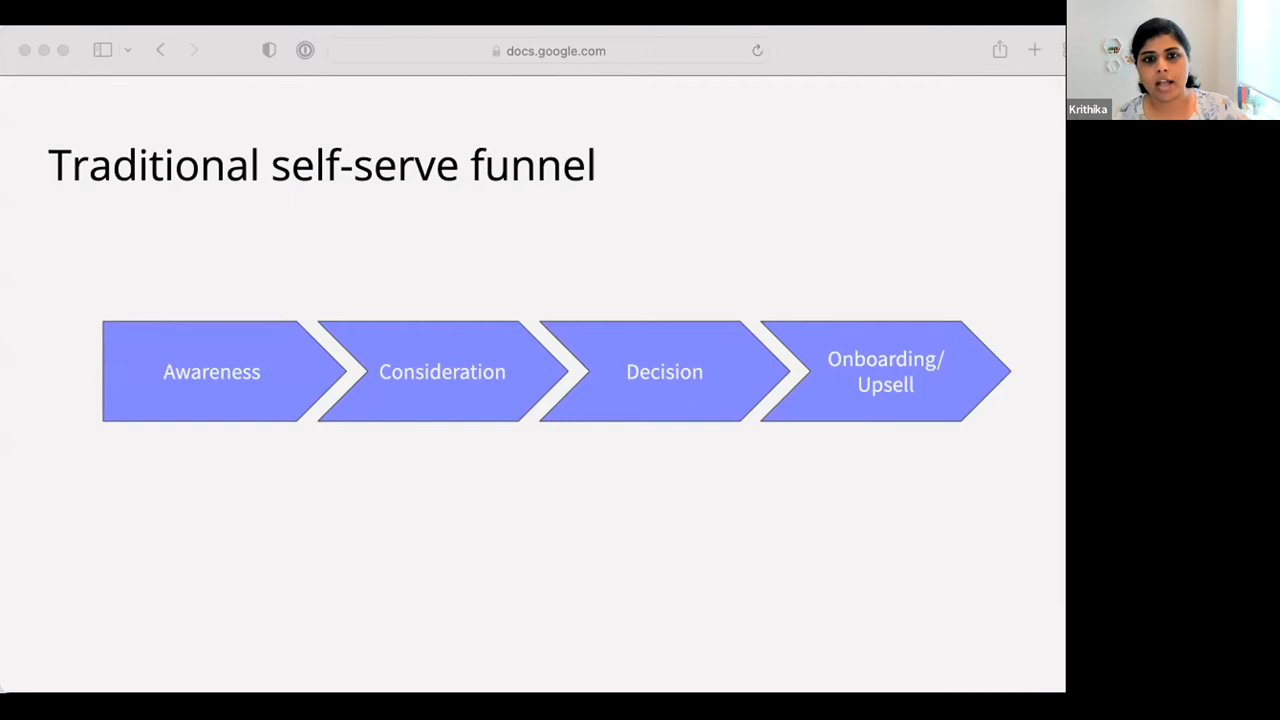 docs.google.com
Krithika
Traditional self-serve funnel
Awareness
Consideration
Decision
Onboarding/
Upsell